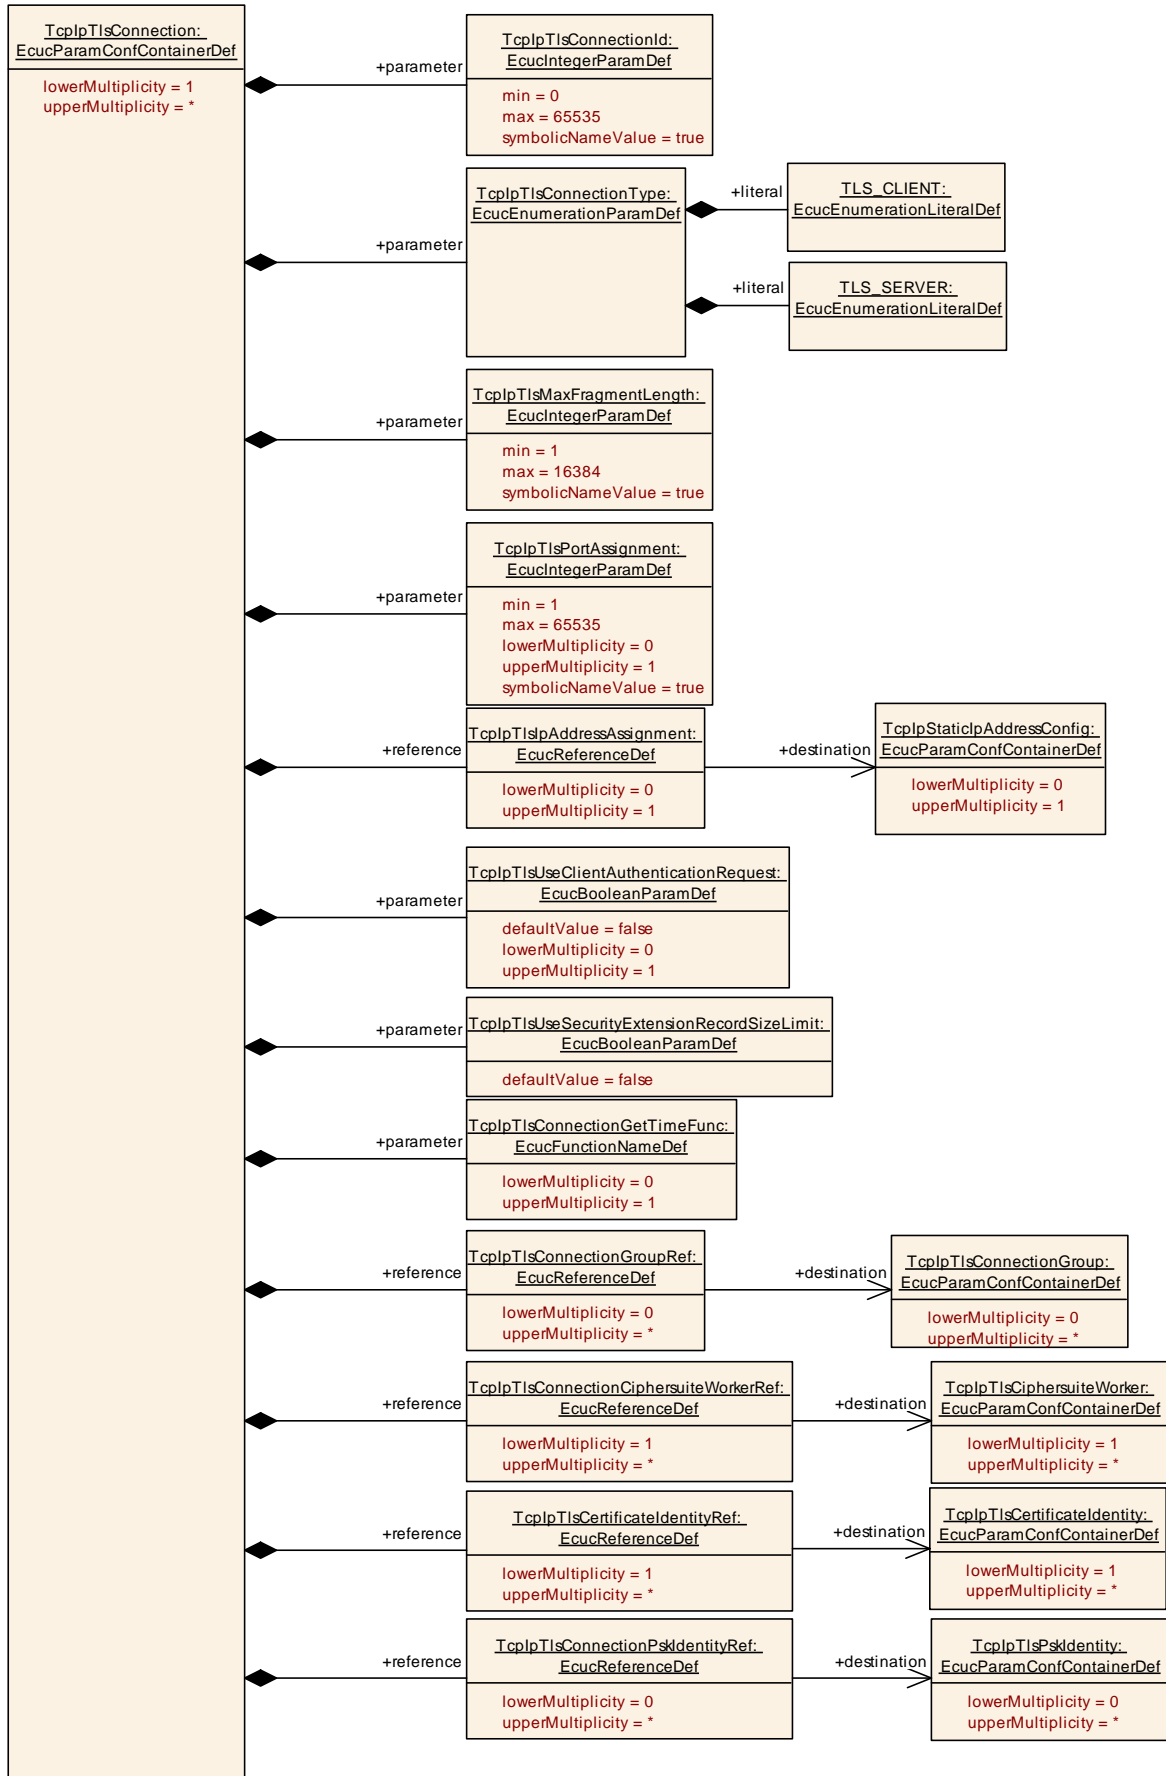 TcpIpTlsConnection:
EcucParamConfContainerDef
lowerMultiplicity = 1
upperMultiplicity = *
+parameter
TcpIpTlsConnectionId:
EcucIntegerParamDef
min = 0
max = 65535
symbolicNameValue = true
+parameter
TcpIpTlsConnectionType:
EcucEnumerationParamDef
+literal
TLS_CLIENT:
EcucEnumerationLiteralDef
+literal
TLS_SERVER:
EcucEnumerationLiteralDef
+parameter
TcpIpTlsMaxFragmentLength:
EcucIntegerParamDef
min = 1
max = 16384
symbolicNameValue = true
+parameter
TcpIpTlsPortAssignment:
EcucIntegerParamDef
min = 1
max = 65535
lowerMultiplicity = 0
upperMultiplicity = 1
symbolicNameValue = true
+reference
TcpIpTlsIpAddressAssignment:
EcucReferenceDef
lowerMultiplicity = 0
upperMultiplicity = 1
+destination
TcpIpStaticIpAddressConfig:
EcucParamConfContainerDef
lowerMultiplicity = 0
upperMultiplicity = 1
+parameter
TcpIpTlsUseClientAuthenticationRequest:
EcucBooleanParamDef
defaultValue = false
lowerMultiplicity = 0
upperMultiplicity = 1
+parameter
TcpIpTlsUseSecurityExtensionRecordSizeLimit:
EcucBooleanParamDef
defaultValue = false
+parameter
TcpIpTlsConnectionGetTimeFunc:
EcucFunctionNameDef
lowerMultiplicity = 0
upperMultiplicity = 1
+reference
TcpIpTlsConnectionGroupRef:
EcucReferenceDef
lowerMultiplicity = 0
upperMultiplicity = *
+destination
TcpIpTlsConnectionGroup:
EcucParamConfContainerDef
lowerMultiplicity = 0
upperMultiplicity = *
+reference
TcpIpTlsConnectionCiphersuiteWorkerRef:
EcucReferenceDef
lowerMultiplicity = 1
upperMultiplicity = *
+destination
TcpIpTlsCiphersuiteWorker:
EcucParamConfContainerDef
lowerMultiplicity = 1
upperMultiplicity = *
+reference
TcpIpTlsCertificateIdentityRef:
EcucReferenceDef
lowerMultiplicity = 1
upperMultiplicity = *
+destination
TcpIpTlsCertificateIdentity:
EcucParamConfContainerDef
lowerMultiplicity = 1
upperMultiplicity = *
+reference
TcpIpTlsConnectionPskIdentityRef:
EcucReferenceDef
lowerMultiplicity = 0
upperMultiplicity = *
+destination
TcpIpTlsPskIdentity:
EcucParamConfContainerDef
lowerMultiplicity = 0
upperMultiplicity = *